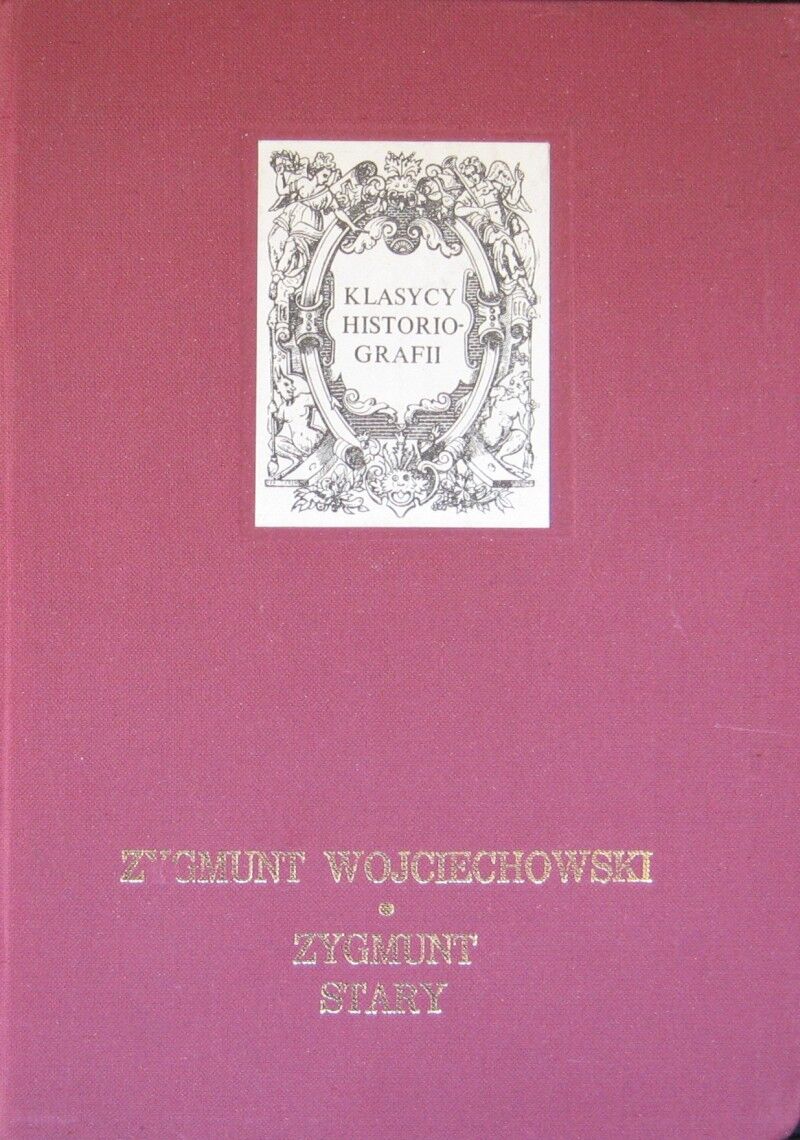 KLASYCY
HISTORIO-
GRAFII
ZYGMUNT WOJCIECHOWSKI
ZYGMUNT
STARY